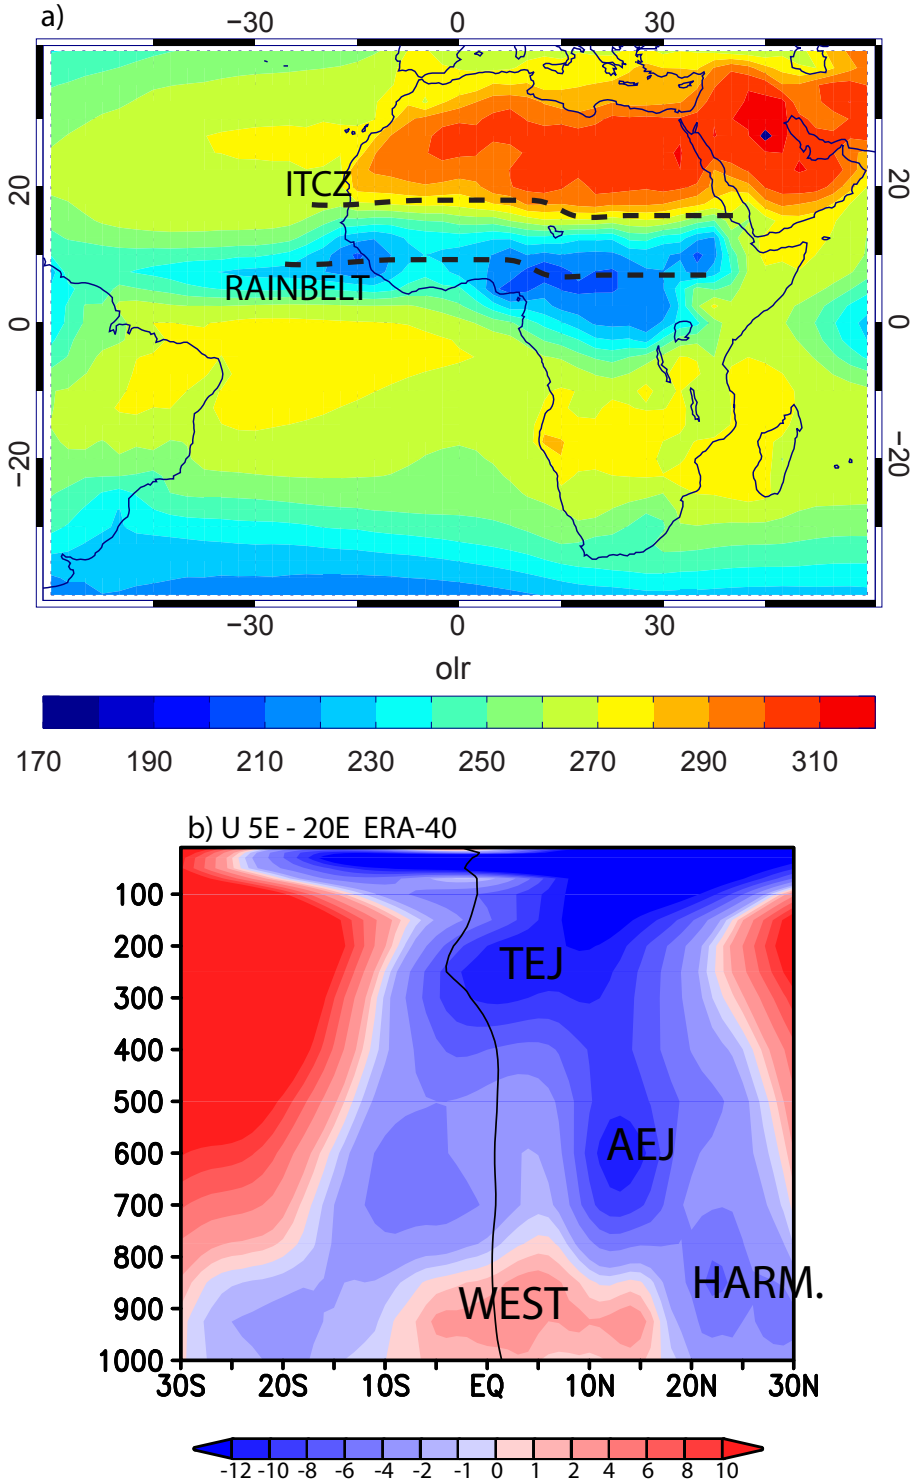 a)
−30 0 30
20 20
ITCZ
RAINBELT
0 0
−20 −20
−30 0 30
olr
170 190 210 230 250 270 290 310
b) U 5E - 20E ERA-40
100
200
TEJ
300
400
500
600
AEJ
700
800
HARM.
900
WEST
1000
30S 20S 10S EQ 10N 20N 30N
-12 -10 -8 -6 -4 -2 -1 0 1 2 4 6 8 10